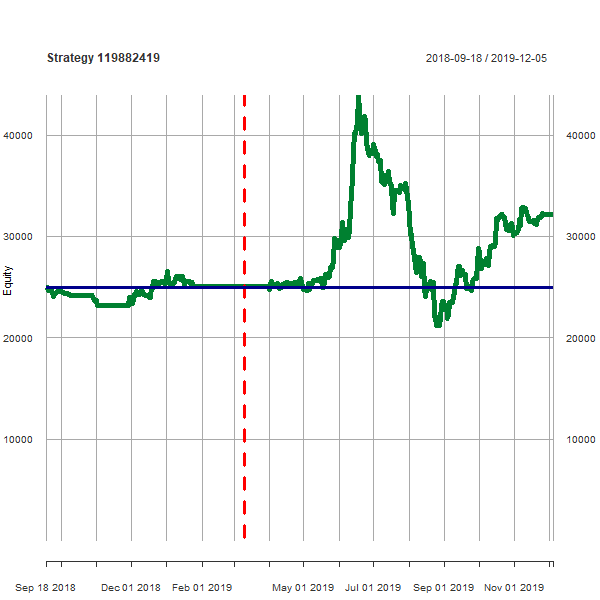 Strategy 119882419
2018-09-18 / 2019-12-05
40000
40000
30000
30000
Equity
20000
20000
10000
10000
Sep 18 2018
Dec 01 2018
Feb 01 2019
May 01 2019
Jul 01 2019
Sep 01 2019
Nov 01 2019